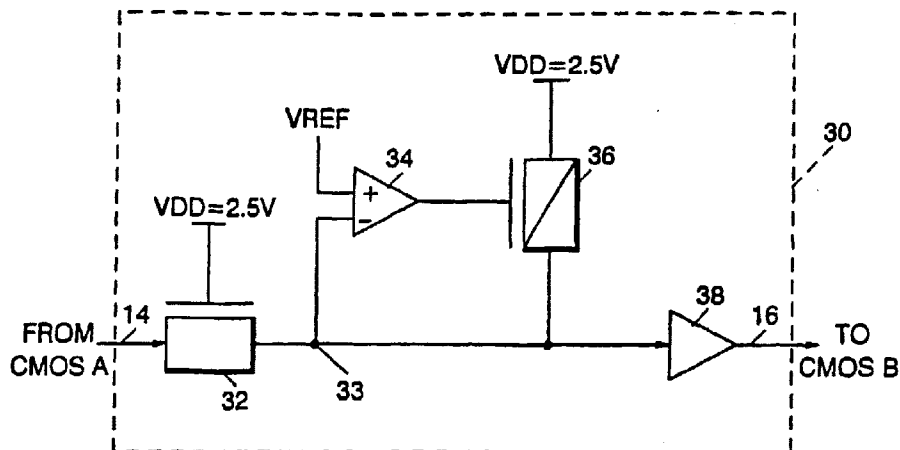 VDD=2.5V
VREF
30
34
36
+
-
VDD=2.5V
38
14
16
FROM
CMOS A
TO
CMOS B
32
33